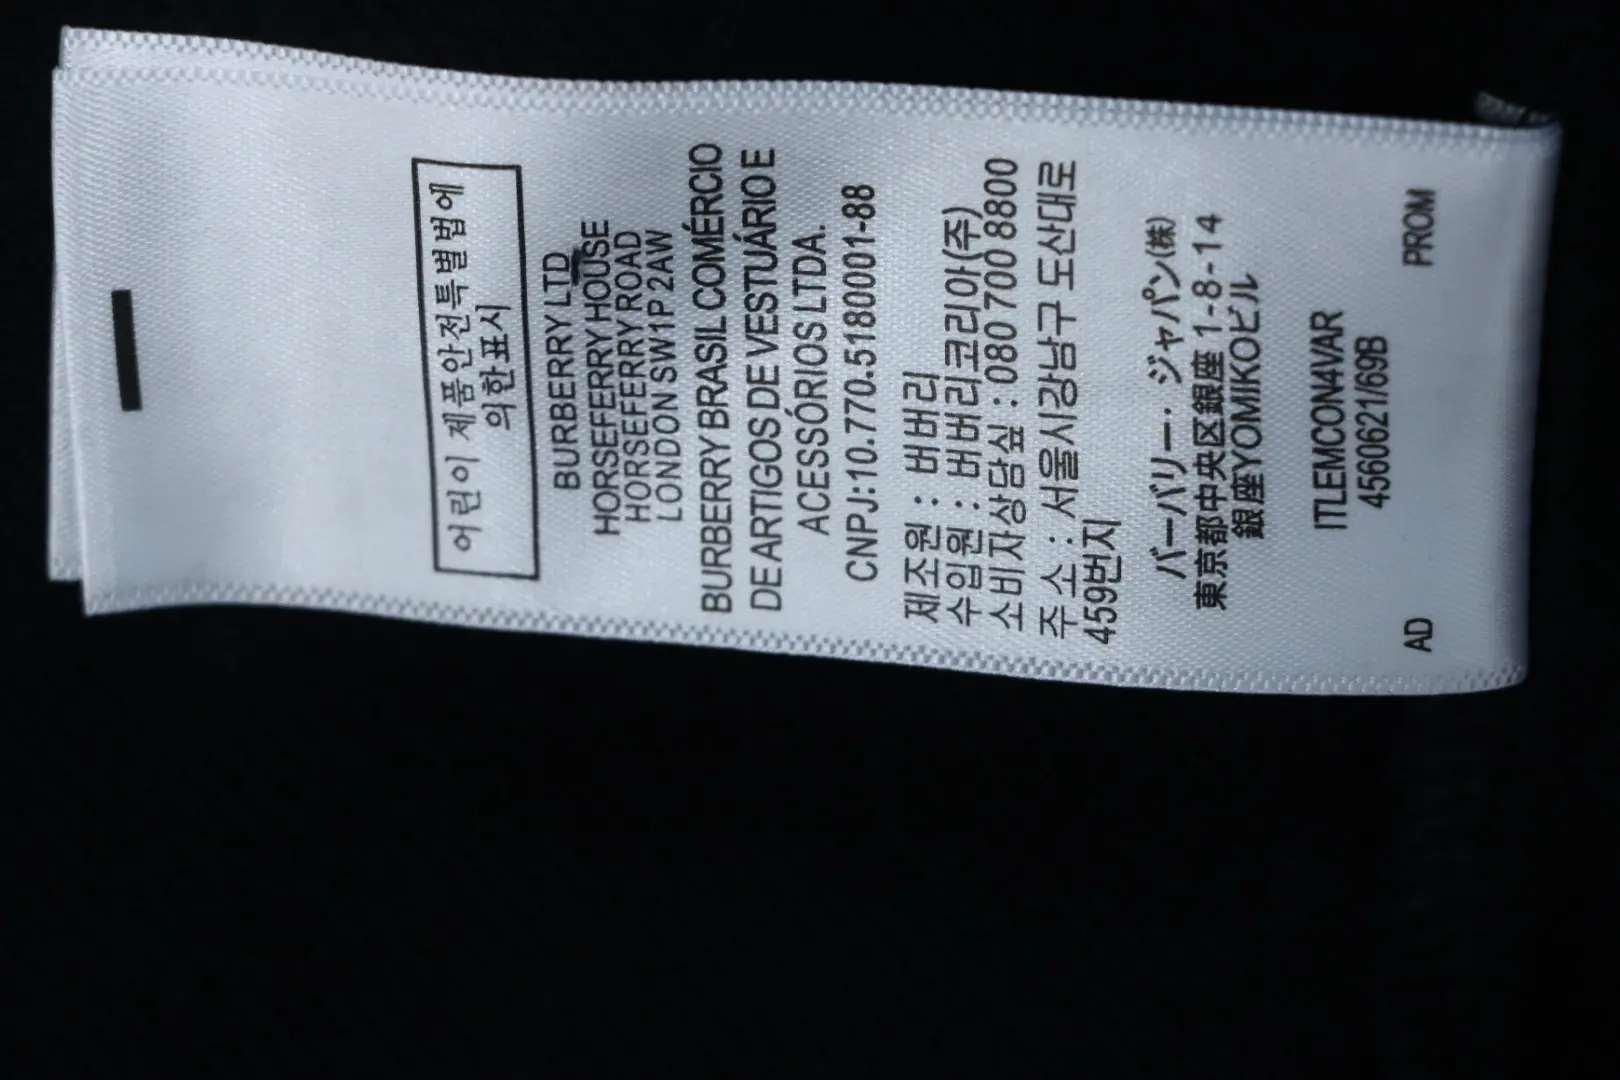 어린이 제품안전특별법에
의한표시
BURBERRY LTD
HORSEFERRY HOUSE
HORSEFERRY ROAD
LONDON SW1P 2AW
BURBERRY BRASIL COMÉRCIO
DE ARTIGOS DE VESTUÁRIO E
ACESSÓRIOS LTDA.
CNPJ:10.770.5180001-88
제조원 : 버버리
수입원 : 버버리코리아(주)
소비자상담실 : 080 700 8800
주 소 : 서울시강남구 도산대로
459번지
バーバリー・ジャパン(株)
東京都中央区銀座 1-8-14
銀座YOMIKOビル
ITLEMCON4VAR
4560621/69B
AD PROM